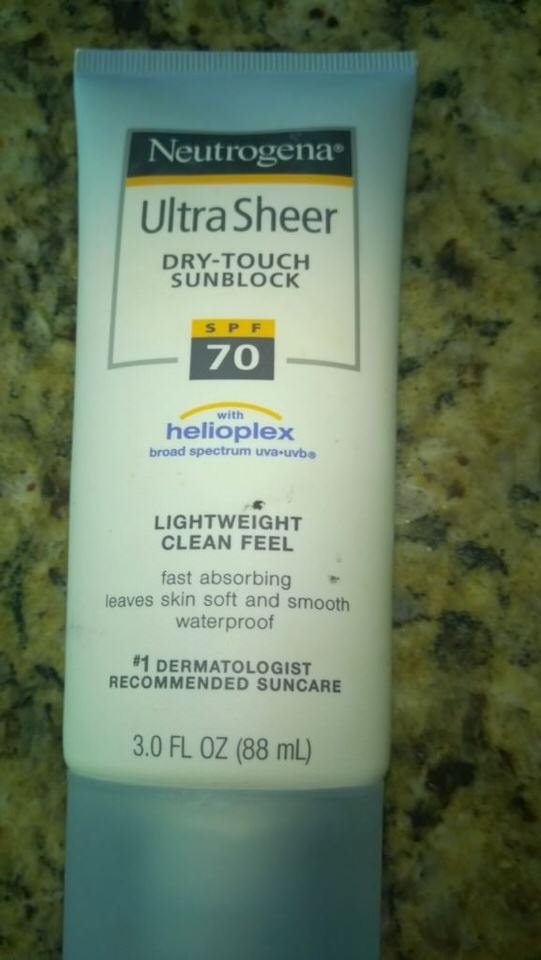 Neutrogena®
Ultra Sheer
DRY-TOUCH
SUNBLOCK
SPF
70
with
helioplex
broad spectrum uva•uvb®
LIGHTWEIGHT
CLEAN FEEL
fast absorbing
leaves skin soft and smooth
waterproof
#1 DERMATOLOGIST
RECOMMENDED SUNCARE
3.0 FL OZ (88 mL)